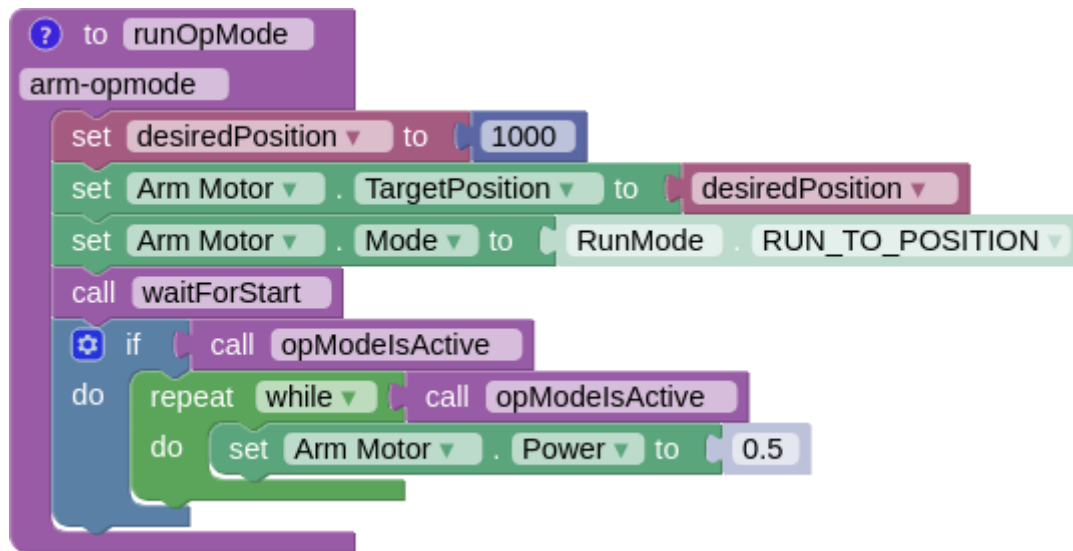 ? to runOpMode
arm-opmode
set desiredPosition to 1000
set Arm Motor . TargetPosition to desiredPosition
set Arm Motor . Mode to RunMode . RUN_TO_POSITION
call waitForStart
if call opModeIsActive
do repeat while call opModeIsActive
do set Arm Motor . Power to 0.5